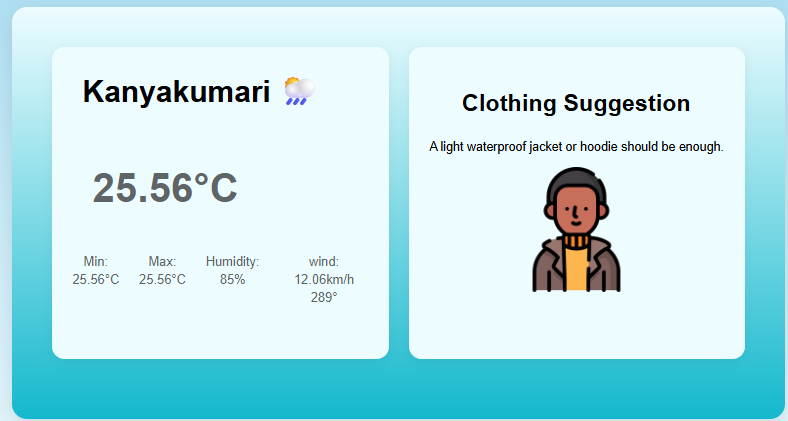 Kanyakumari
25.56°C
Min:
25.56°C
Max:
25.56°C
Humidity:
85%
wind:
12.06km/h
289°
Clothing Suggestion
A light waterproof jacket or hoodie should be enough.